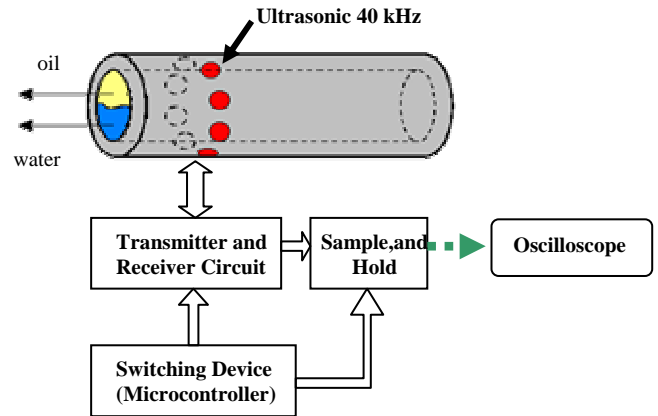 Ultrasonic 40 kHz
oil
water
Transmitter and
Receiver Circuit
Sample,and
Hold
Oscilloscope
Switching Device
(Microcontroller)